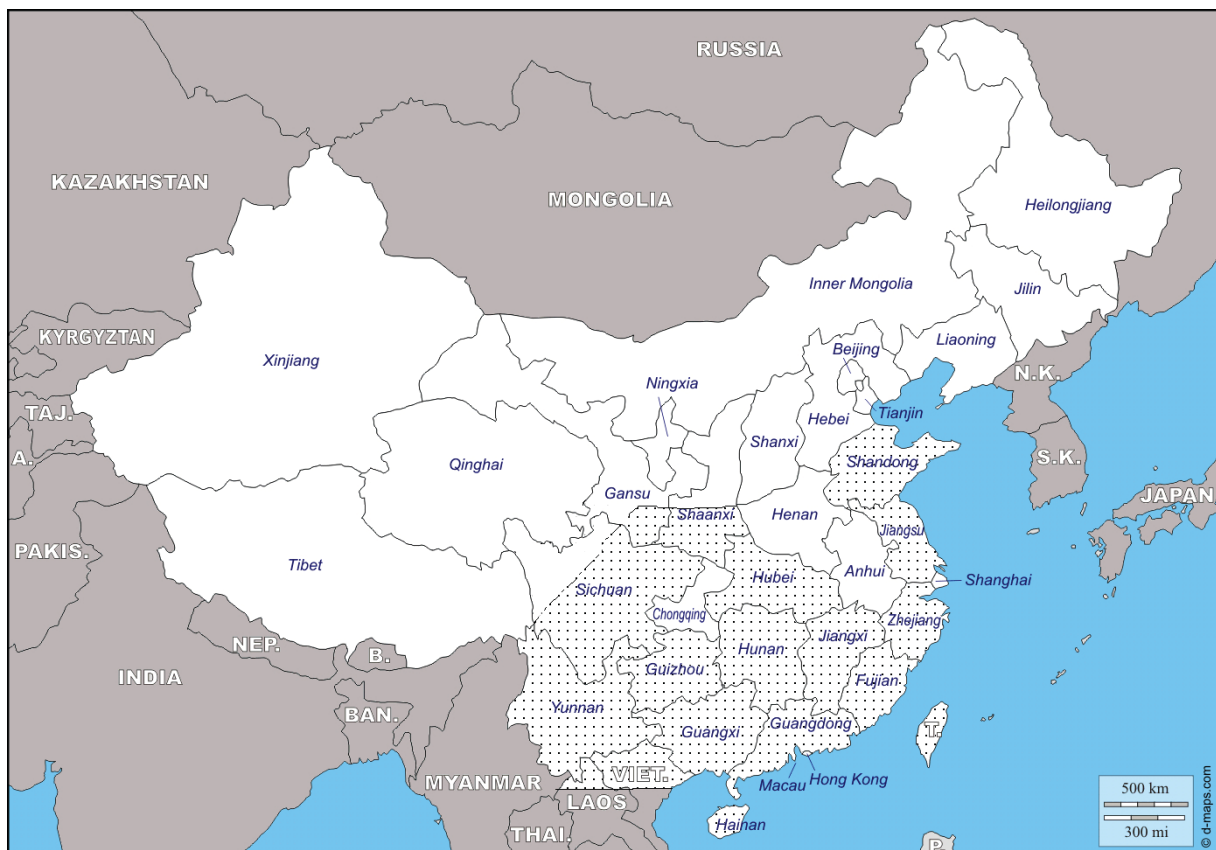 RUSSIA
KAZAKHSTAN
MONGOLIA
Heilongjiang
Inner Mongolia
Jilin
KYRGYZTAN
Xinjiang
Liaoning
Beijing
N.K.
Ningxia
TAJ.
Tianjin
Hebei
Shanxi
A.
Qinghai
Shandong
S.K.
Gansu
JAPAN
Shaanxi
Henan
Jiangsu
PAKIS.
Tibet
Anhui
Hubei
Shanghai
Sichuan
Chongqing
Zhejiang
NEP.
Jiangxi
B.
Hunan
Guizhou
INDIA
Fujian
Yunnan
BAN.
Guangdong
T.
Guangxi
VIET.
MYANMAR
Hong Kong
Macau
500 km
LAOS
Hainan
THAI.
300 mi
P.
© d-maps.com